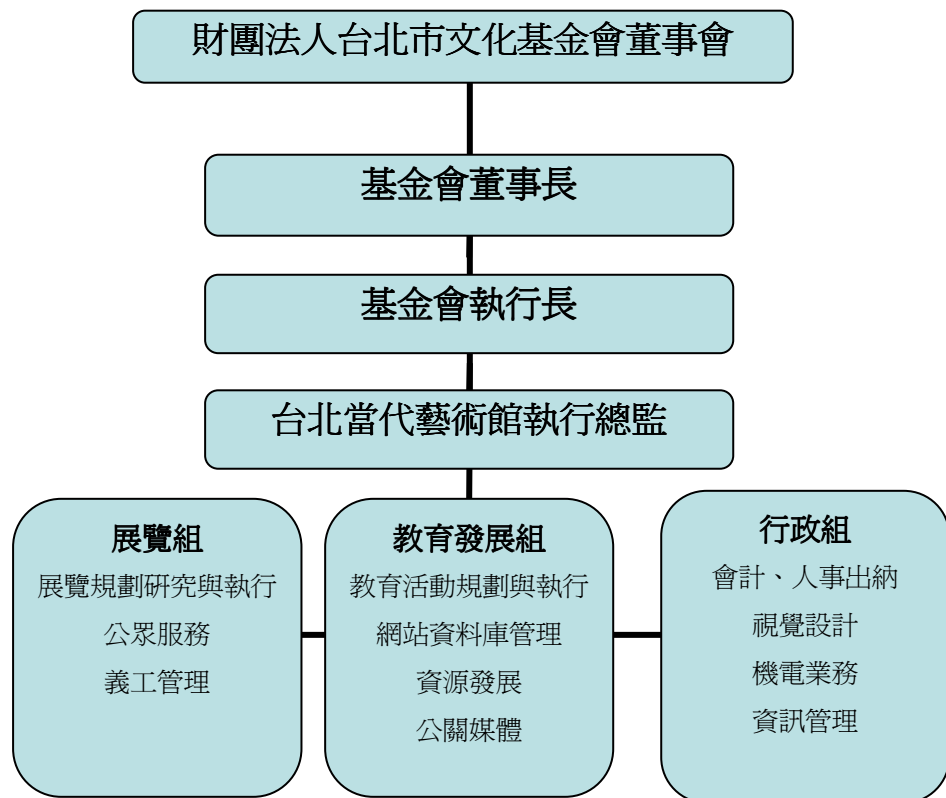 財團法人台北市文化基金會董事會
基金會董事長
基金會執行長
台北當代藝術館執行總監
展覽組
展覽規劃研究與執行
公眾服務
義工管理
教育發展組
教育活動規劃與執行
網站資料庫管理
資源發展
公關媒體
行政組
會計、人事出納
視覺設計
機電業務
資訊管理